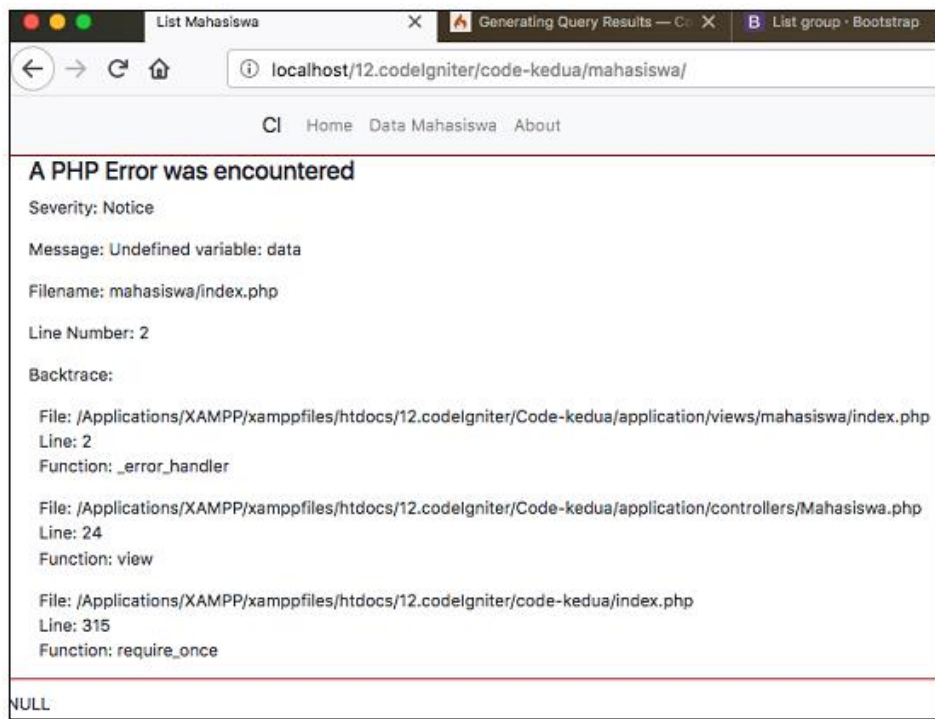 List Mahasiswa
Generating Query Results — Co
B List group · Bootstrap
localhost/12.codeIgniter/code-kedua/mahasiswa/
CI Home Data Mahasiswa About
A PHP Error was encountered
Severity: Notice
Message: Undefined variable: data
Filename: mahasiswa/index.php
Line Number: 2
Backtrace:
File: /Applications/XAMPP/xamppfiles/htdocs/12.codeIgniter/Code-kedua/application/views/mahasiswa/index.php
Line: 2
Function: _error_handler
File: /Applications/XAMPP/xamppfiles/htdocs/12.codeIgniter/Code-kedua/application/controllers/Mahasiswa.php
Line: 24
Function: view
File: /Applications/XAMPP/xamppfiles/htdocs/12.codeIgniter/code-kedua/index.php
Line: 315
Function: require_once
NULL